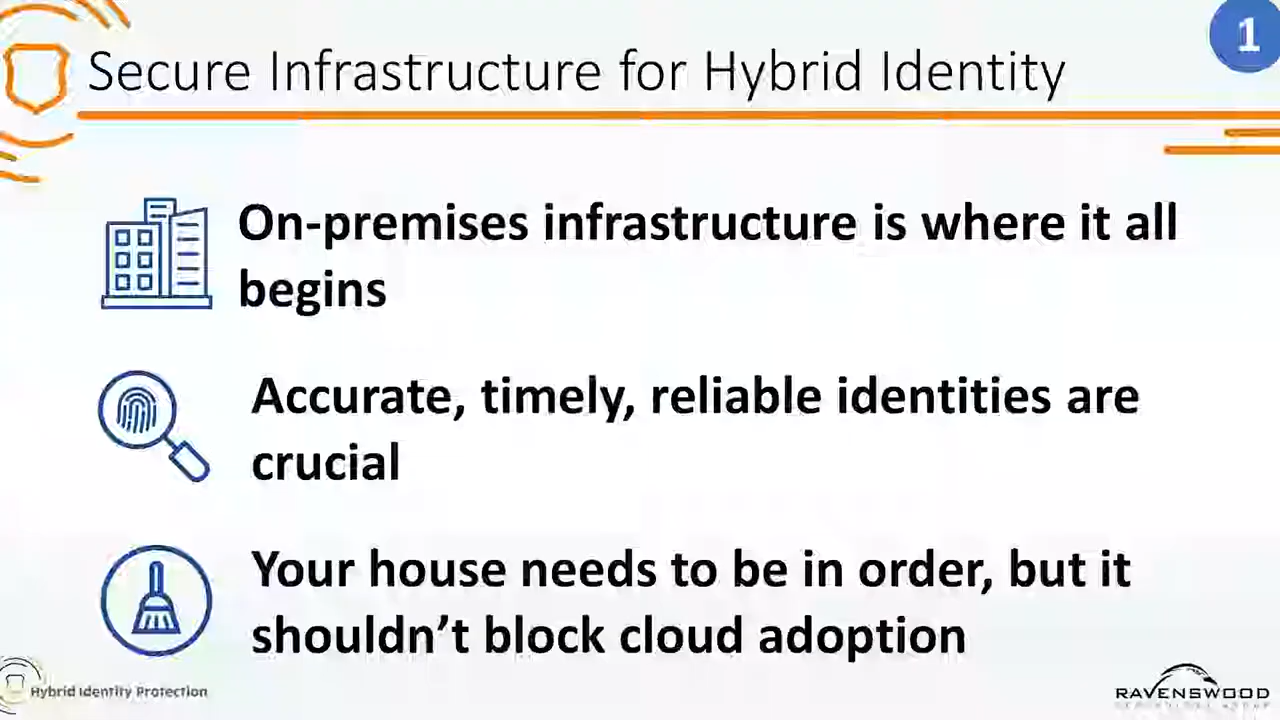 1
Secure Infrastructure for Hybrid Identity
On-premises infrastructure is where it all
begins
Accurate, timely, reliable identities are
crucial
Your house needs to be in order, but it
shouldn’t block cloud adoption
Hybrid Identity Protection
RAVENSWOOD